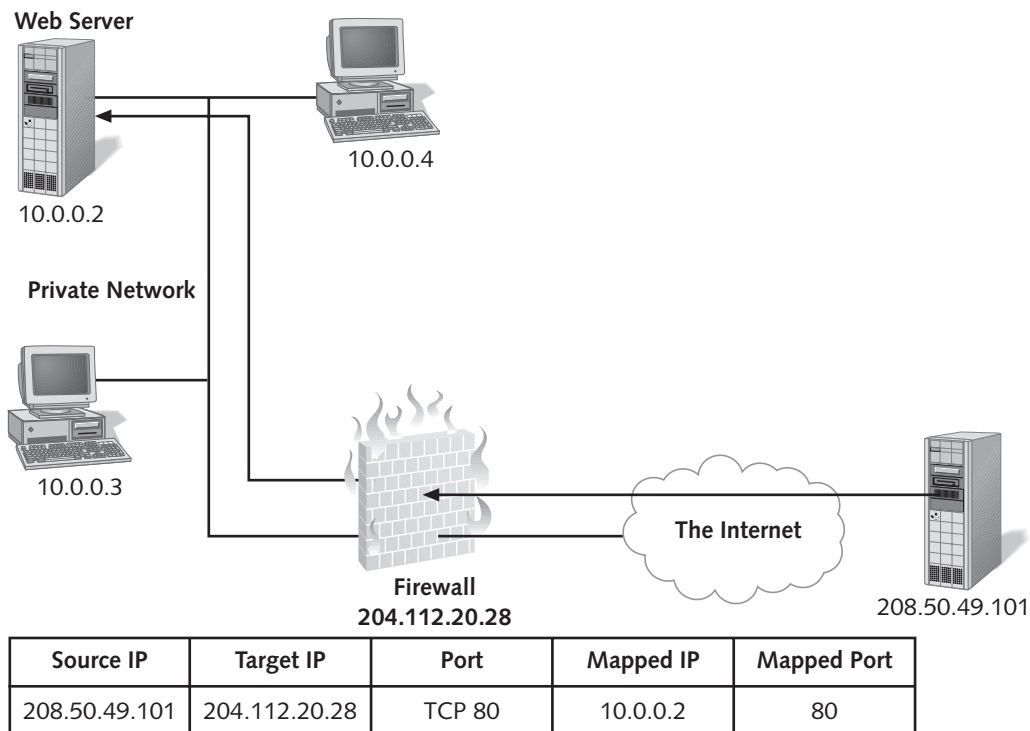 Web Server
10.0.0.4
10.0.0.2
Private Network
10.0.0.3
The Internet
Firewall
204.112.20.28
208.50.49.101
Source IP Target IP Port Mapped IP Mapped Port
208.50.49.101 204.112.20.28 TCP 80 10.0.0.2 80